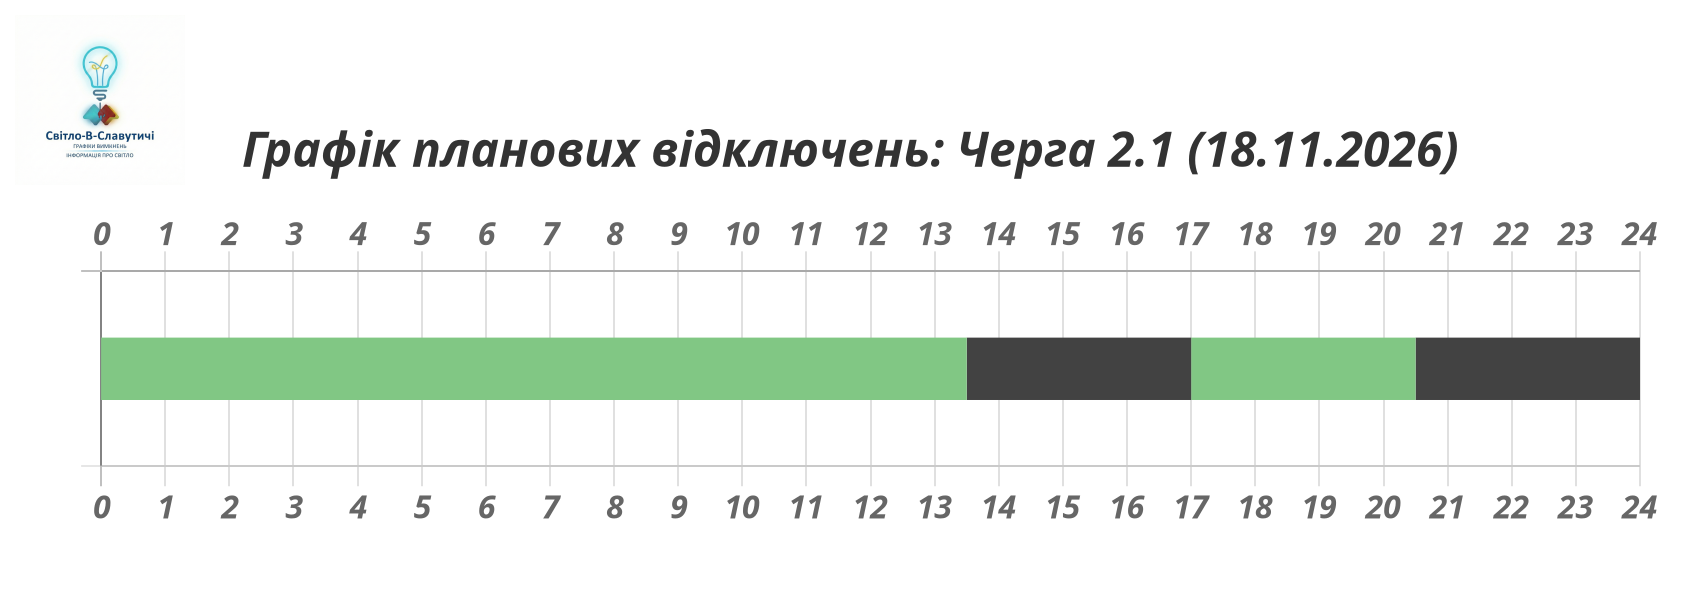 Світло-В-Славутичі
ГРАФІКИ ВИМКНЕНЬ
ІНФОРМАЦІЯ ПРО СВІТЛО
Графік планових відключень: Черга 2.1 (18.11.2026)
0 1 2 3 4 5 6 7 8 9 10 11 12 13 14 15 16 17 18 19 20 21 22 23 24
0 1 2 3 4 5 6 7 8 9 10 11 12 13 14 15 16 17 18 19 20 21 22 23 24